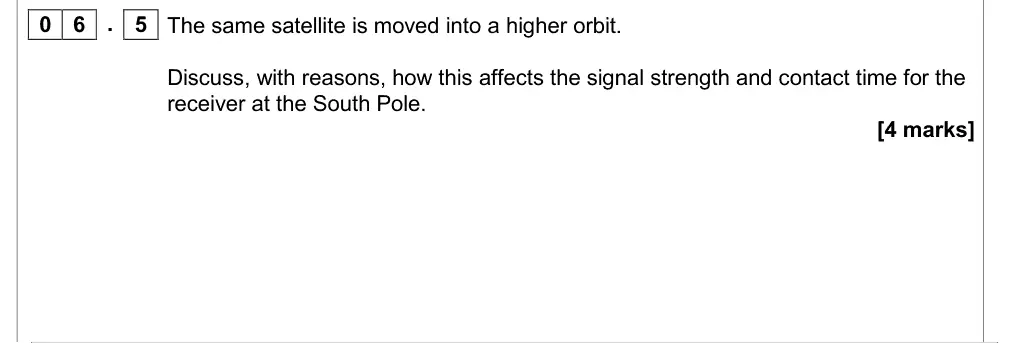 0 6 . 5 The same satellite is moved into a higher orbit.
Discuss, with reasons, how this affects the signal strength and contact time for the
receiver at the South Pole.
[4 marks]